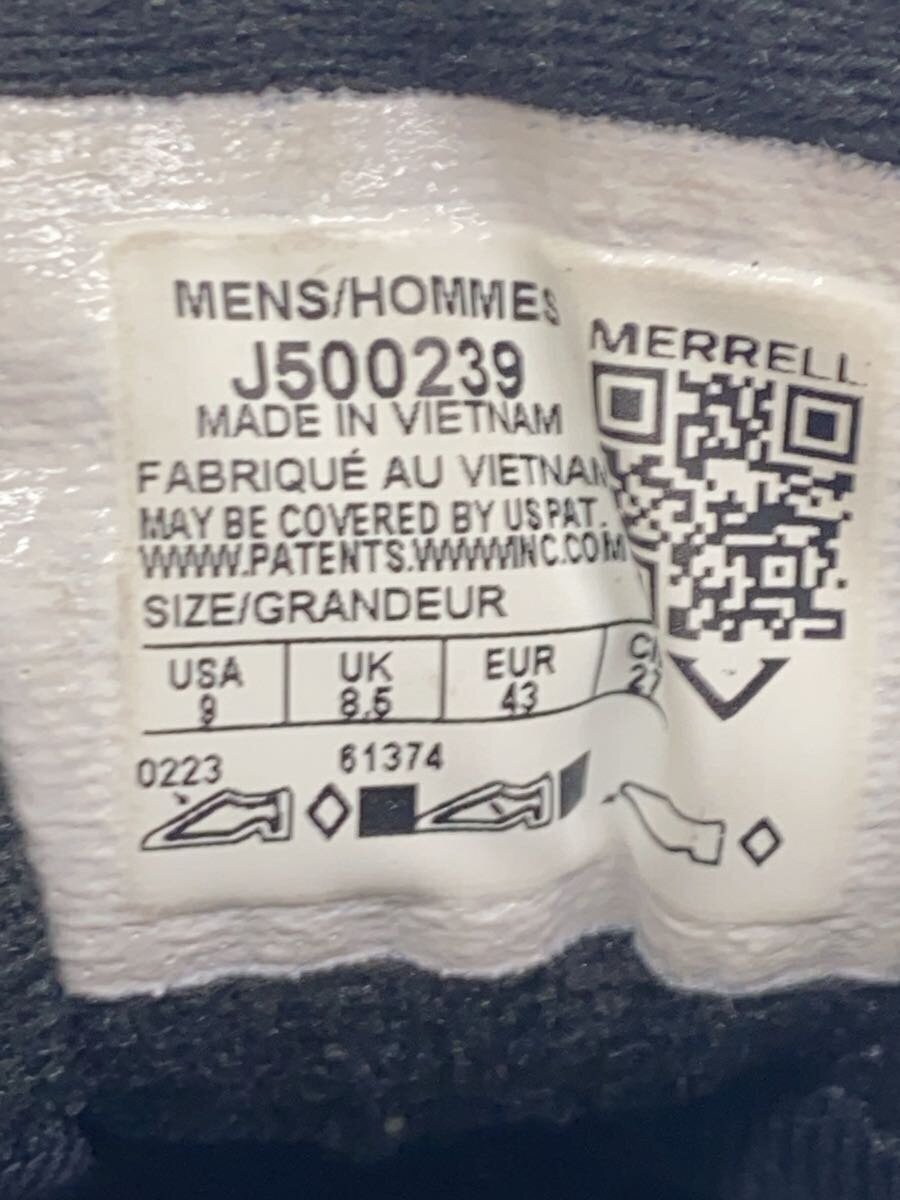 MENS/HOMMES
J500239
MADE IN VIETNAM
FABRIQUÉ AU VIETNAM
MAY BE COVERED BY US PAT.
WWW.PATENTS.WWWINC.COM
SIZE/GRANDEUR
USA UK EUR
9 8.5 43
0223 61374
MERRELL